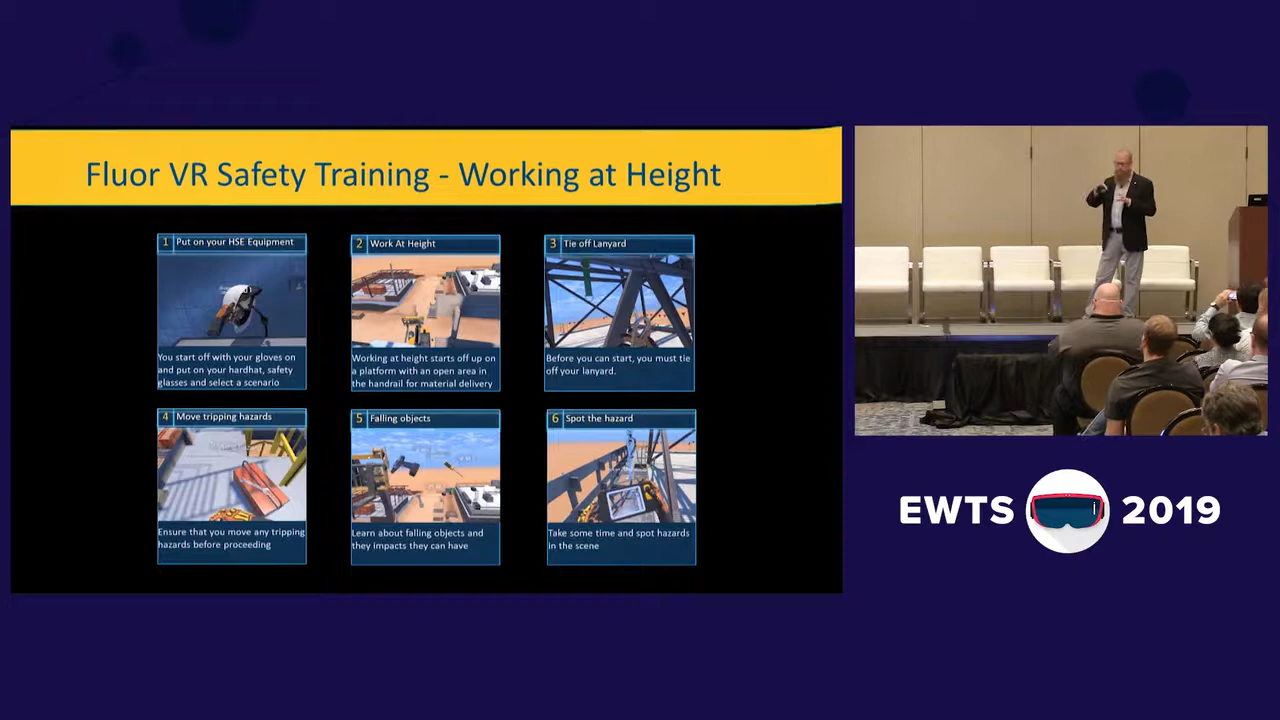 Fluor VR Safety Training - Working at Height
1 Put on your HSE Equipment
You start off with your gloves on
and put on your hardhat, safety
glasses and select a scenario
2 Work At Height
Working at height starts off up on
a platform with an open area in
the handrail for material delivery
3 Tie off Lanyard
Before you can start, you must tie
off your lanyard.
4 Move tripping hazards
Ensure that you move any tripping
hazards before proceeding
5 Falling objects
Learn about falling objects and
they impacts they can have
6 Spot the hazard
Take some time and spot hazards
in the scene
EWTS 2019